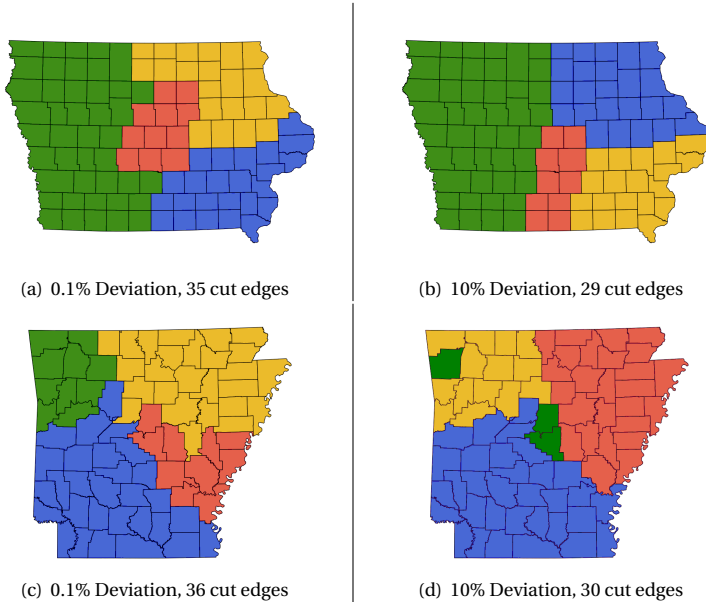 (a) 0.1% Deviation, 35 cut edges
(b) 10% Deviation, 29 cut edges
(c) 0.1% Deviation, 36 cut edges
(d) 10% Deviation, 30 cut edges